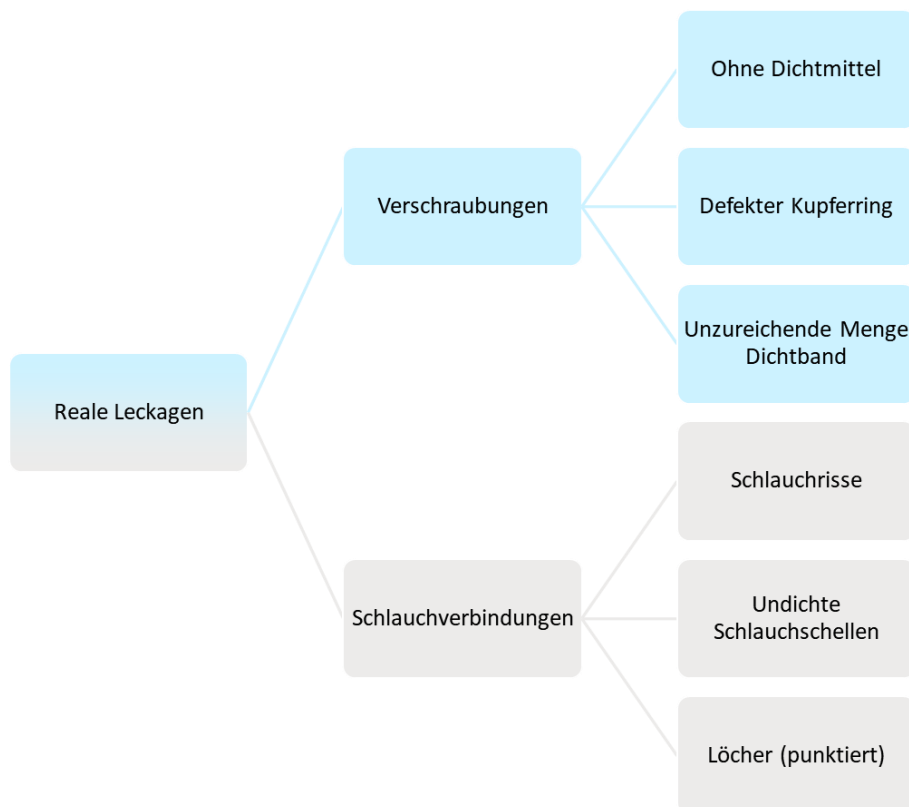 Ohne Dichtmittel
Verschraubungen
Defekter Kupferring
Unzureichende Menge
Dichtband
Reale Leckagen
Schlauchrisse
Schlauchverbindungen
Undichte
Schlauchschellen
Löcher (punktiert)